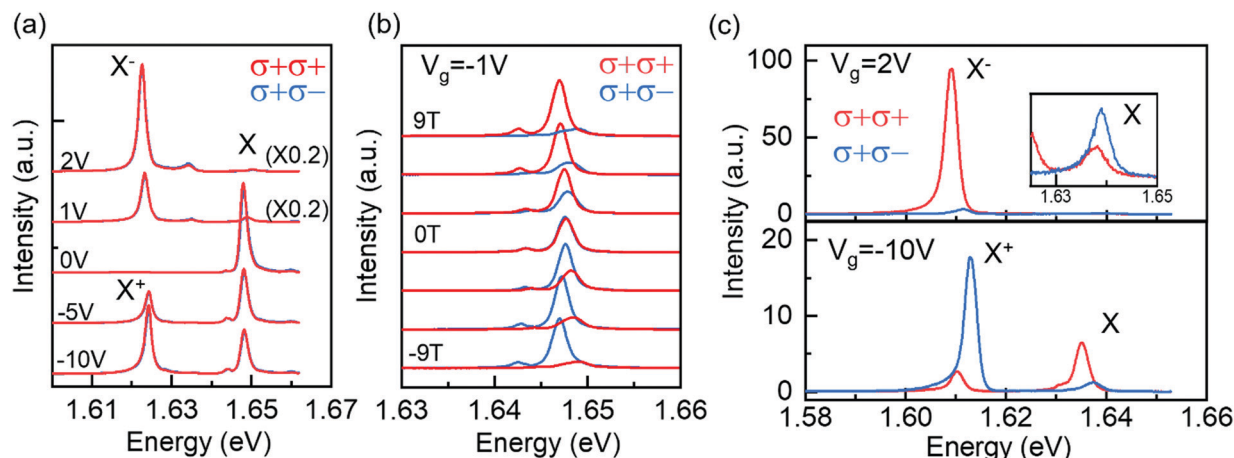 (a)
X-
σ+σ+
σ+σ−
X
2V
(X0.2)
1V
(X0.2)
0V
X+
-5V
-10V
1.61 1.63 1.65 1.67
Energy (eV)
Intensity (a.u.)
(b)
Vg=-1V
σ+σ+
σ+σ−
9T
0T
-9T
1.63 1.64 1.65 1.66
Energy (eV)
Intensity (a.u.)
(c)
100
50
0
Vg=2V
X-
σ+σ+
σ+σ−
X
1.63 1.65
20
10
0
Vg=-10V
X+
X
1.58 1.60 1.62 1.64 1.66
Energy (eV)
Intensity (a.u.)